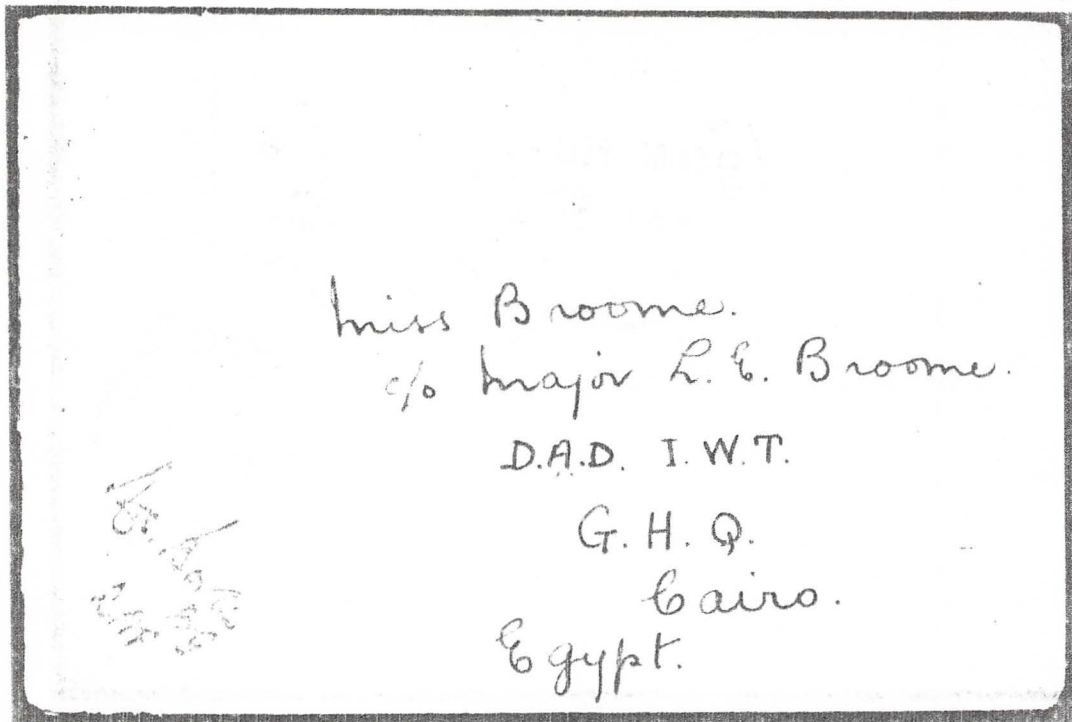 Miss Broome.
c/o Major L. E. Broome.
D.A.D. I.W.T.
G. H. Q.
Cairo.
Egypt.